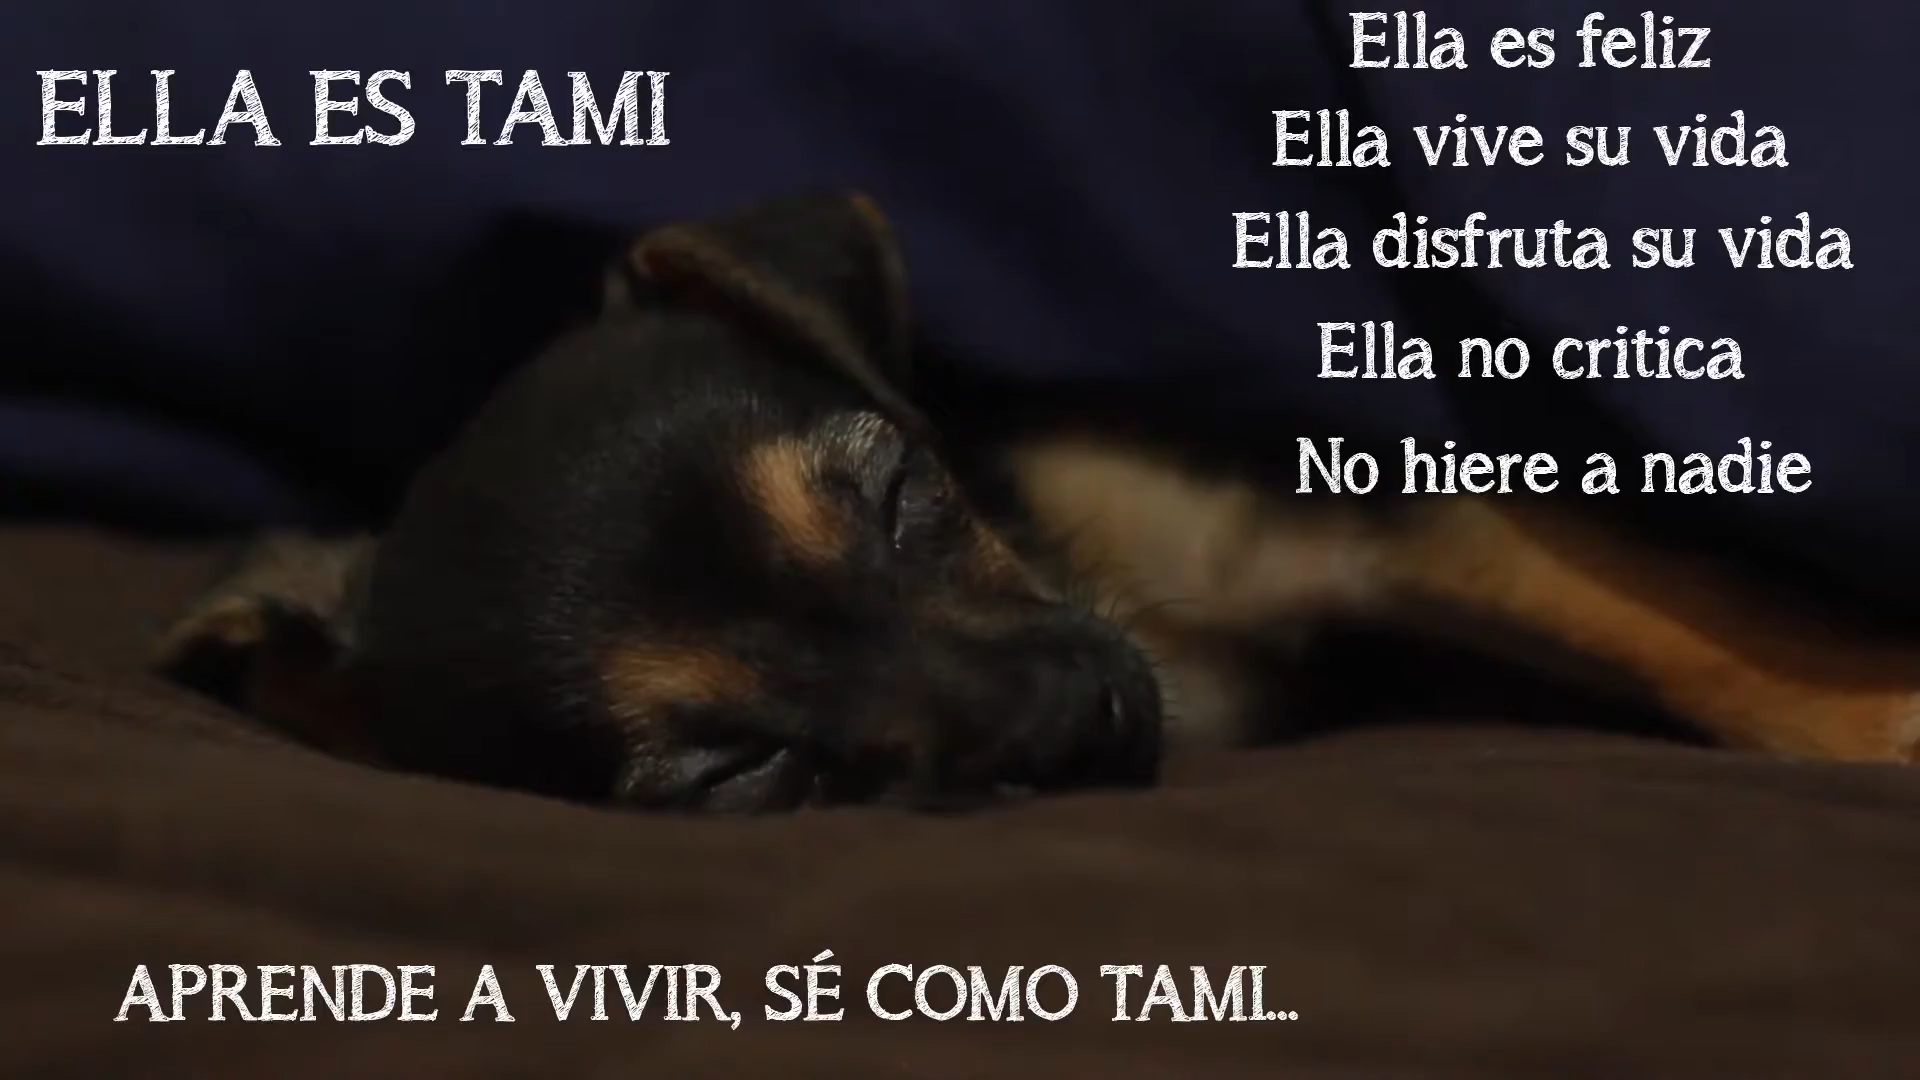 ELLA ES TAMI
Ella es feliz
Ella vive su vida
Ella disfruta su vida
Ella no critica
No hiere a nadie
APRENDE A VIVIR, SÉ COMO TAMI...